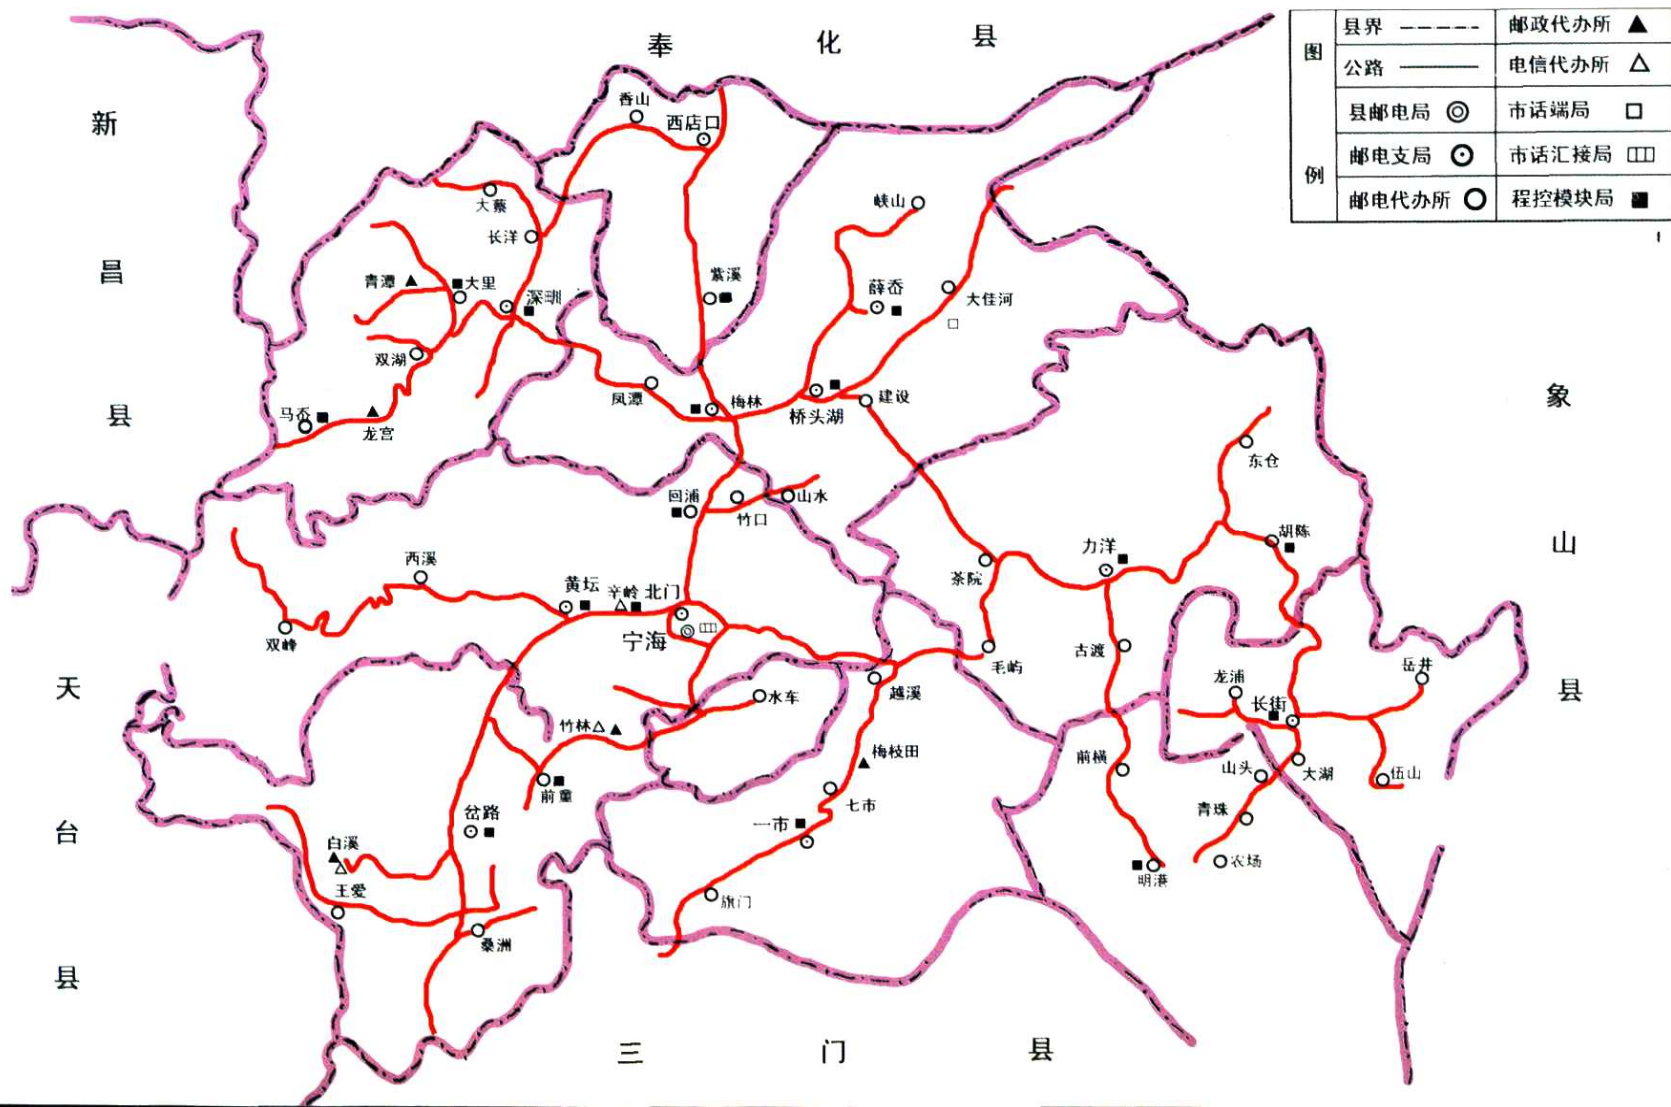 奉化县
新昌县
天台县
三门县
象山县
图例
县界
邮政代办所
公路
电信代办所
县邮电局
市话端局
邮电支局
市话汇接局
邮电代办所
程控模块局
香山
西店口
大蔡
长洋
峡山
青潭
大里
深甽
紫溪
薛岙
大佳河
双湖
凤潭
梅林
桥头湖
建设
马岙
龙宫
东仓
回浦
竹口
山水
胡陈
西溪
黄坛
辛岭
北门
茶院
力洋
宁海
双峰
毛屿
古渡
越溪
龙浦
岳井
长街
水车
竹林
梅枝田
前横
山头
大湖
伍山
前童
七市
青珠
岔路
一市
白溪
农场
明港
王爱
旗门
桑洲